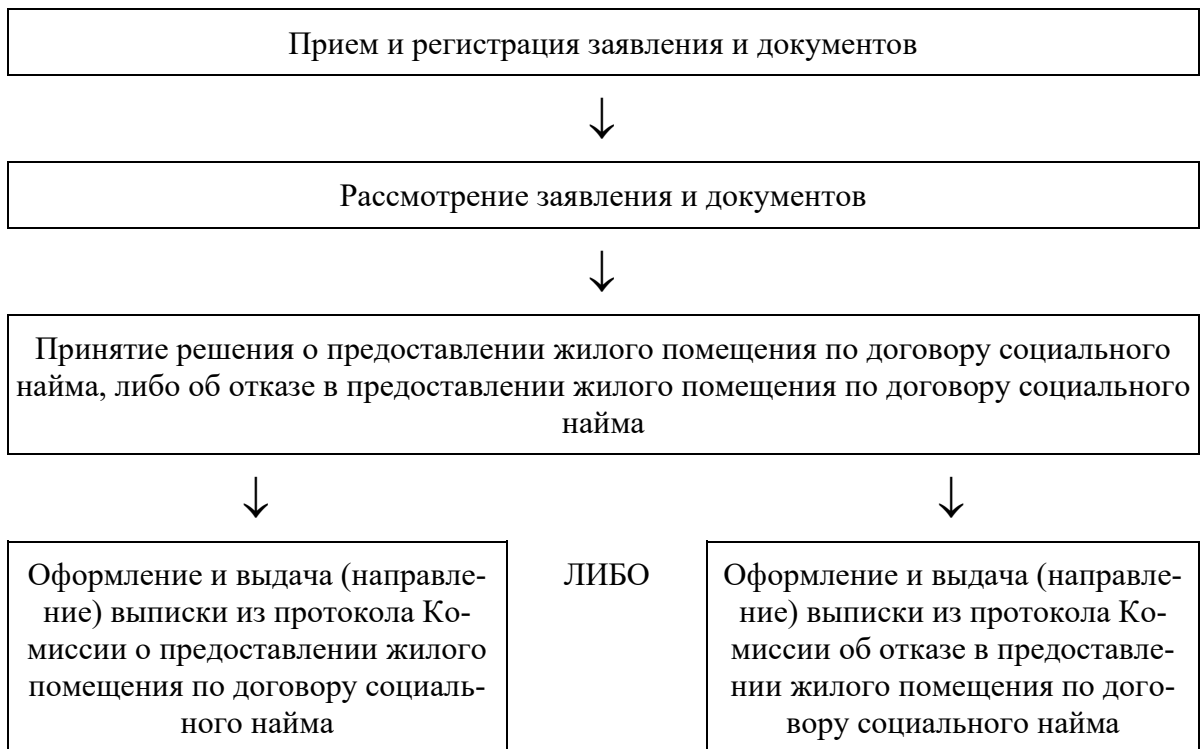 Прием и регистрация заявления и документов
↓
Рассмотрение заявления и документов
↓
Принятие решения о предоставлении жилого помещения по договору социального
найма, либо об отказе в предоставлении жилого помещения по договору социального
найма
↓ ↓
Оформление и выдача (направле-
ние) выписки из протокола Ко-
миссии о предоставлении жилого
помещения по договору социаль-
ного найма
ЛИБО
Оформление и выдача (направле-
ние) выписки из протокола Ко-
миссии об отказе в предоставле-
нии жилого помещения по дого-
вору социального найма